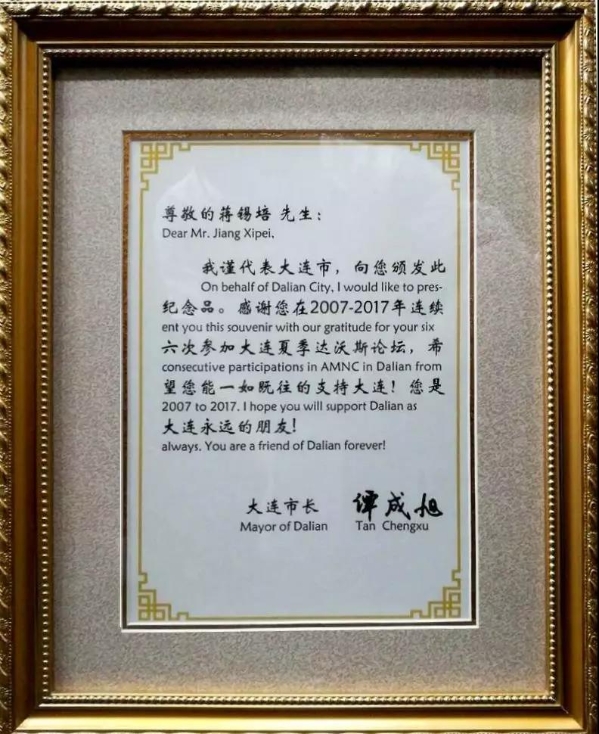 尊敬的蒋锡培 先生：
Dear Mr. Jiang Xipei,
我谨代表大连市，向您颁发此
On behalf of Dalian City, I would like to pres-
纪念品。感谢您在2007-2017年连续
ent you this souvenir with our gratitude for your six
六次参加大连夏季达沃斯论坛，希
consecutive participations in AMNC in Dalian from
望您能一如既往的支持大连！您是
2007 to 2017. I hope you will support Dalian as
大连永远的朋友!
always. You are a friend of Dalian forever!
大连市长 谭成旭
Mayor of Dalian Tan Chengxu